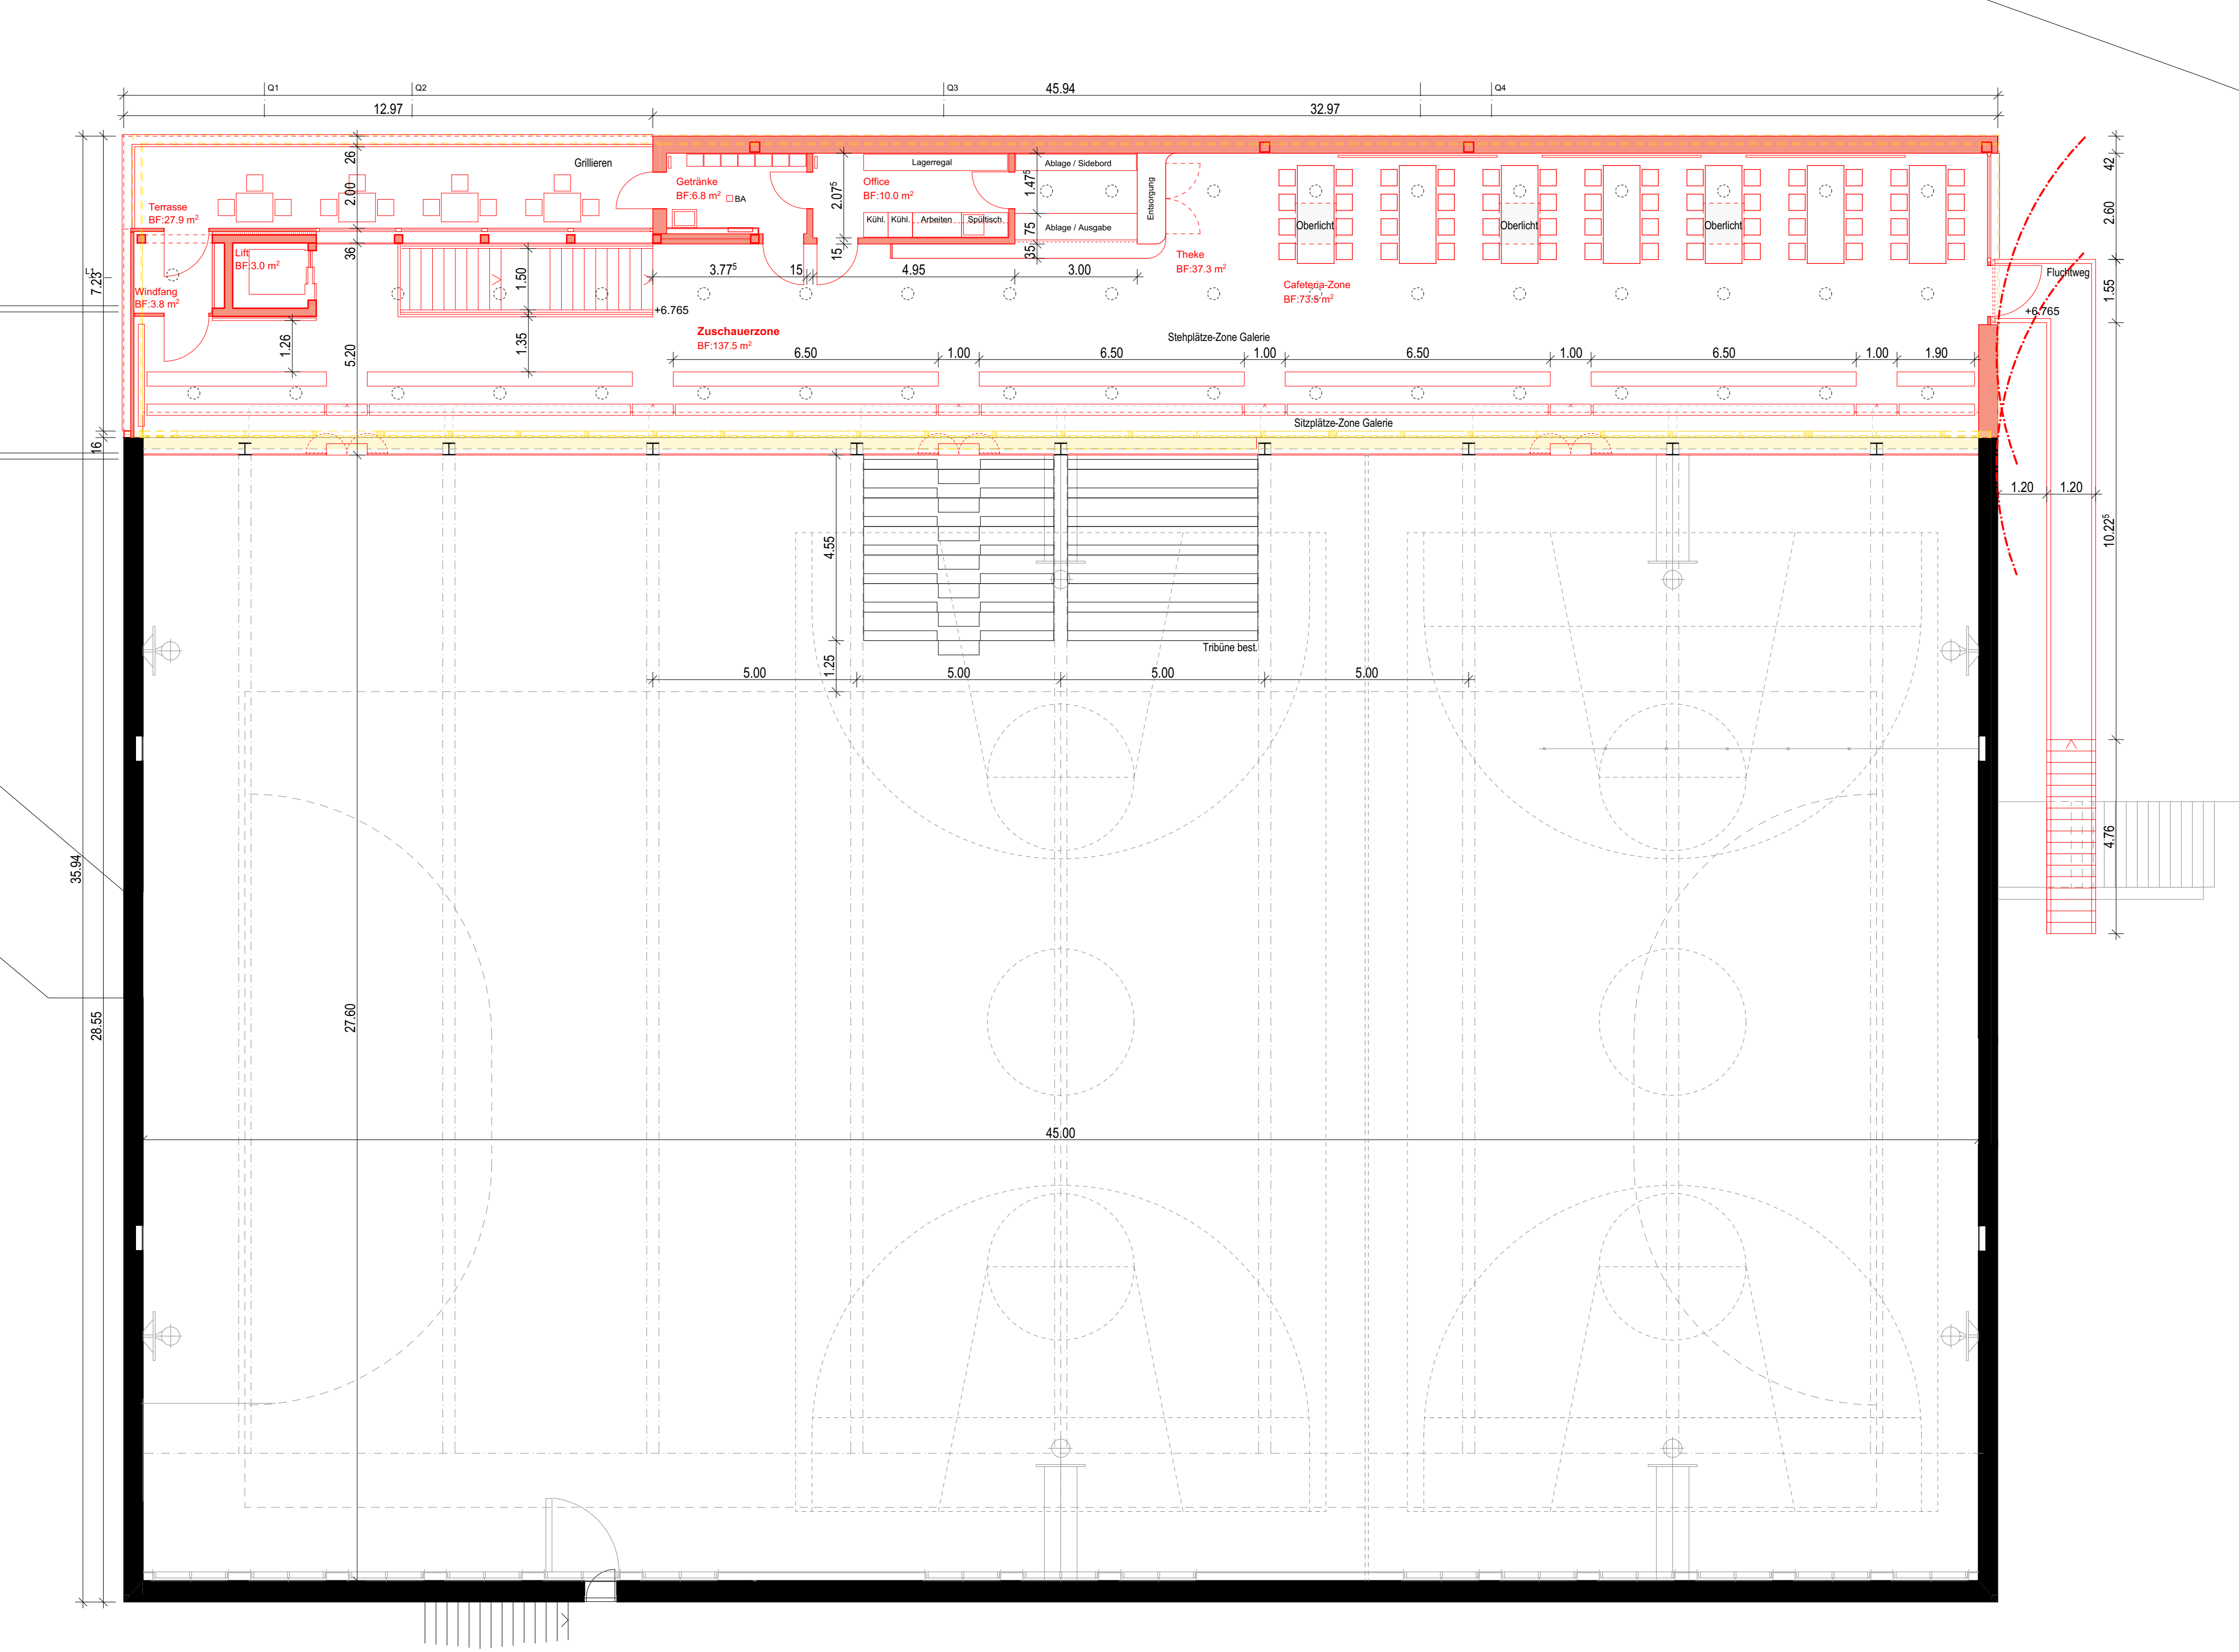 Q1
Q2
Q3
45.94
Q4
12.97
32.97
Grillieren
26
2.00
Terrasse
BF:27.9 m²
Getränke
BF:6.8 m²
BA
2.07⁵
Office
BF:10.0 m²
Lagerregal
Kühl.
Kühl.
Arbeiten
Spültisch
1.47⁵
Ablage / Sidebord
Entsorgung
75
Ablage / Ausgabe
Oberlicht
Oberlicht
Oberlicht
42
2.60
36
Lift
BF:3.0 m²
15
35
Theke
BF:37.3 m²
7.23
Windfang
BF:3.8 m²
1.50
3.77⁵
15
4.95
3.00
Cafeteria-Zone
BF:73.5 m²
Fluchtweg
1.55
+6.765
+6.765
Zuschauerzone
BF:137.5 m²
Stehplätze-Zone Galerie
1.26
5.20
1.35
6.50
1.00
6.50
1.00
6.50
1.00
6.50
1.00
1.90
Sitzplätze-Zone Galerie
16
1.20
1.20
10.22⁵
4.55
Tribüne best.
1.25
5.00
5.00
5.00
5.00
35.94
4.76
28.55
27.60
45.00